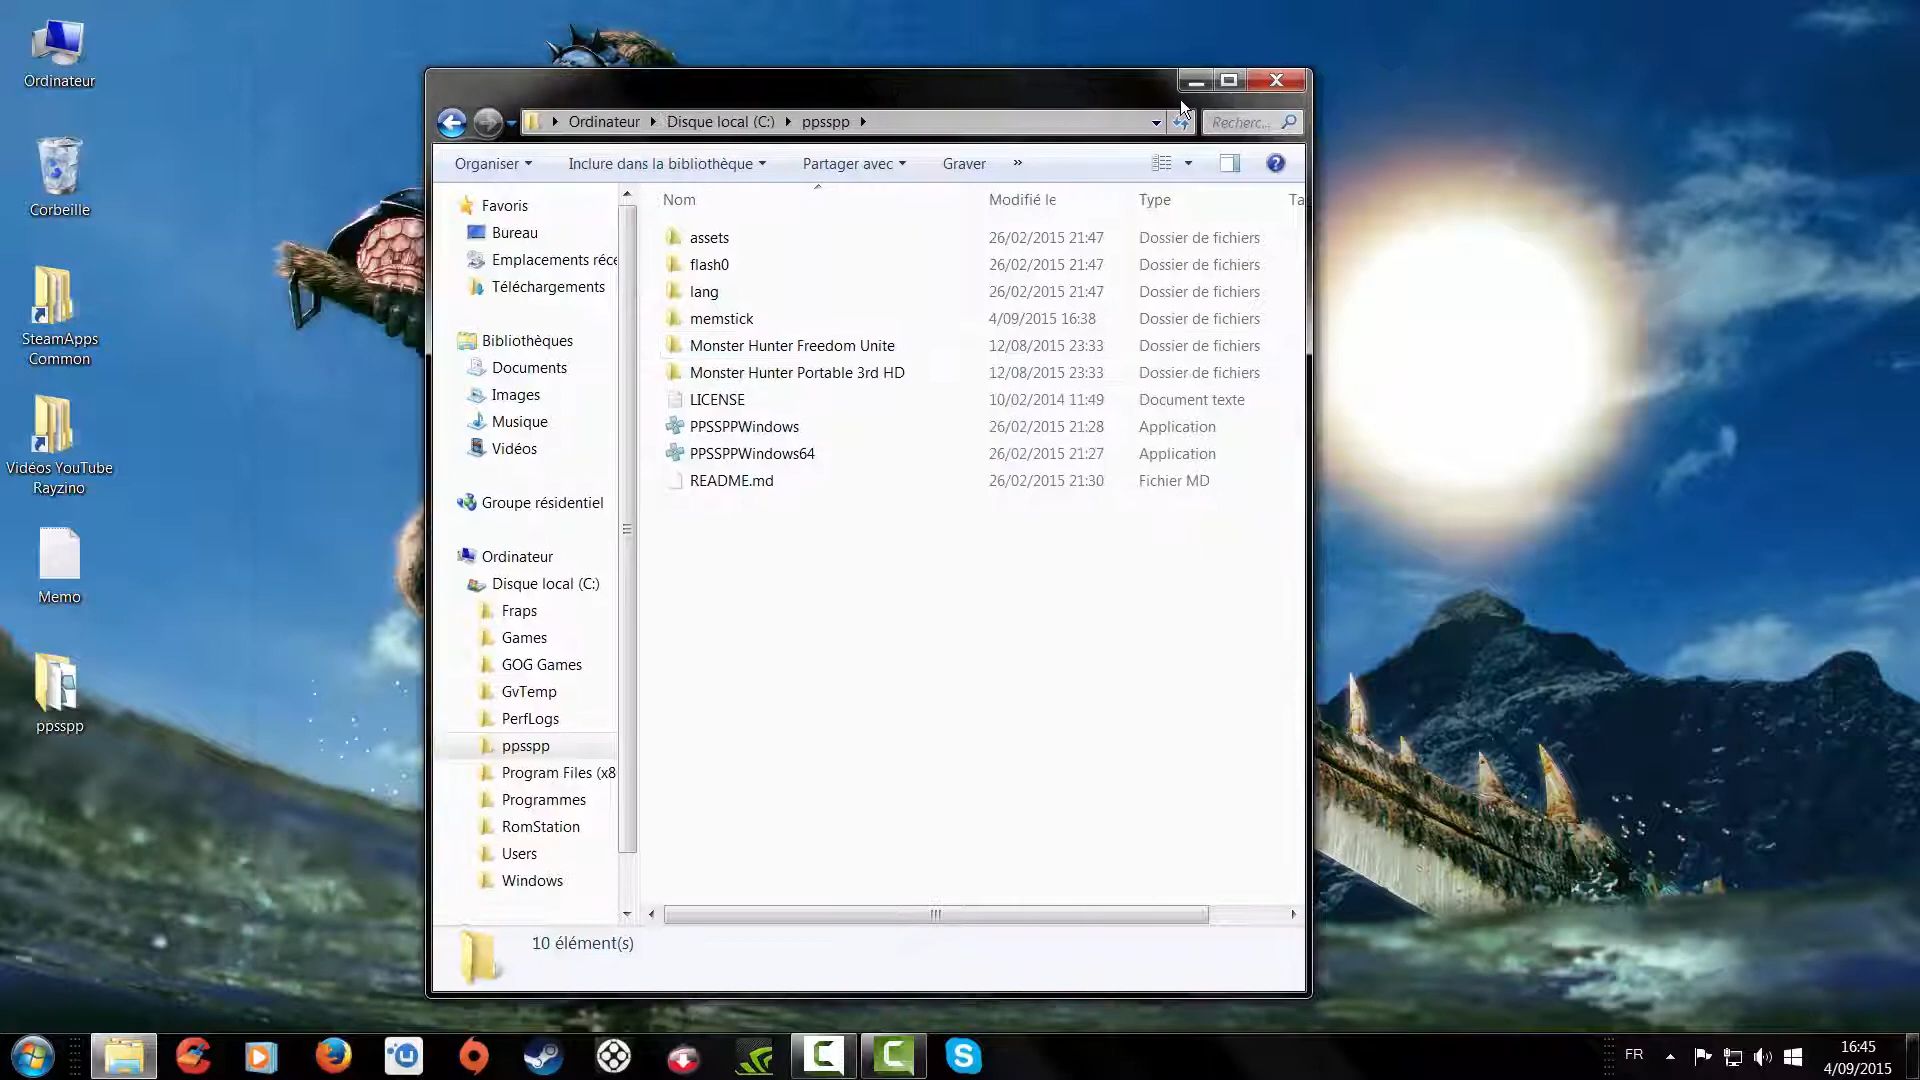 Ordinateur
Corbeille
SteamApps
Common
Vidéos YouTube
Rayzino
Memo
ppsspp
Ordinateur Disque local (C:) ppsspp
Recherc...
Organiser Inclure dans la bibliothèque Partager avec Graver »
Favoris
Bureau
Emplacements réce
Téléchargements
Bibliothèques
Documents
Images
Musique
Vidéos
Groupe résidentiel
Ordinateur
Disque local (C:)
Fraps
Games
GOG Games
GvTemp
PerfLogs
ppsspp
Program Files (x8
Programmes
RomStation
Users
Windows
Nom Modifié le Type Ta
assets 26/02/2015 21:47 Dossier de fichiers
flash0 26/02/2015 21:47 Dossier de fichiers
lang 26/02/2015 21:47 Dossier de fichiers
memstick 4/09/2015 16:38 Dossier de fichiers
Monster Hunter Freedom Unite 12/08/2015 23:33 Dossier de fichiers
Monster Hunter Portable 3rd HD 12/08/2015 23:33 Dossier de fichiers
LICENSE 10/02/2014 11:49 Document texte
PPSSPPWindows 26/02/2015 21:28 Application
PPSSPPWindows64 26/02/2015 21:27 Application
README.md 26/02/2015 21:30 Fichier MD
10 élément(s)
FR
16:45
4/09/2015